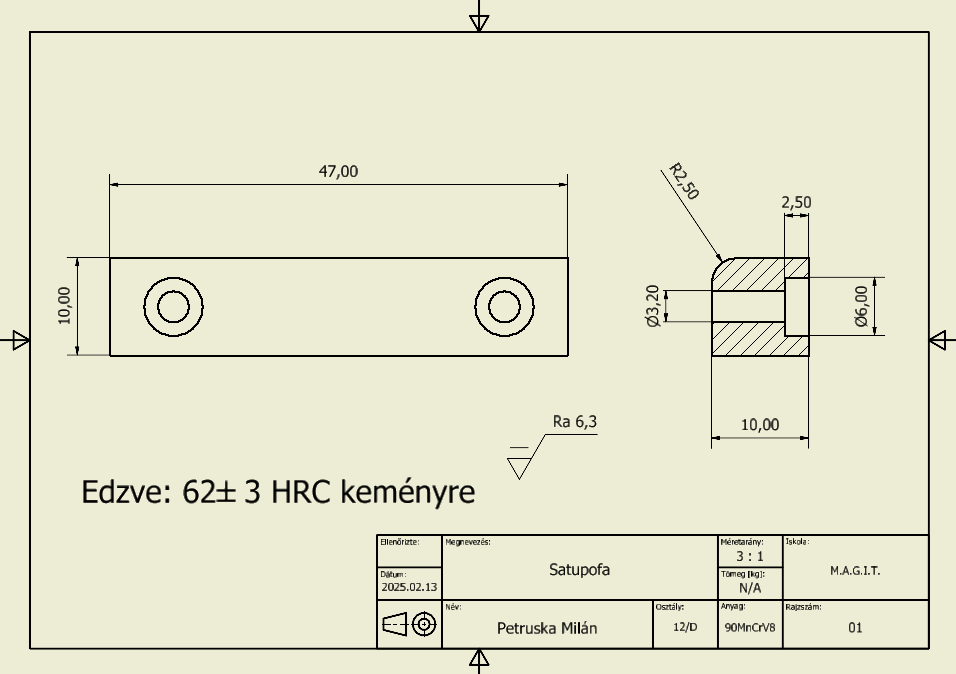 47,00
R2,50
2,50
10,00
Ø3,20
Ø6,00
10,00
Ra 6,3
Edzve: 62± 3 HRC keményre
Ellenőrizte:
Megnevezés:
Satupofa
Méretarány:
3 : 1
Iskola:
M.A.G.I.T.
Dátum:
2025.02.13
Tömeg [kg]:
N/A
Név:
Petruska Milán
Osztály:
12/D
Anyag:
90MnCrV8
Rajzszám:
01